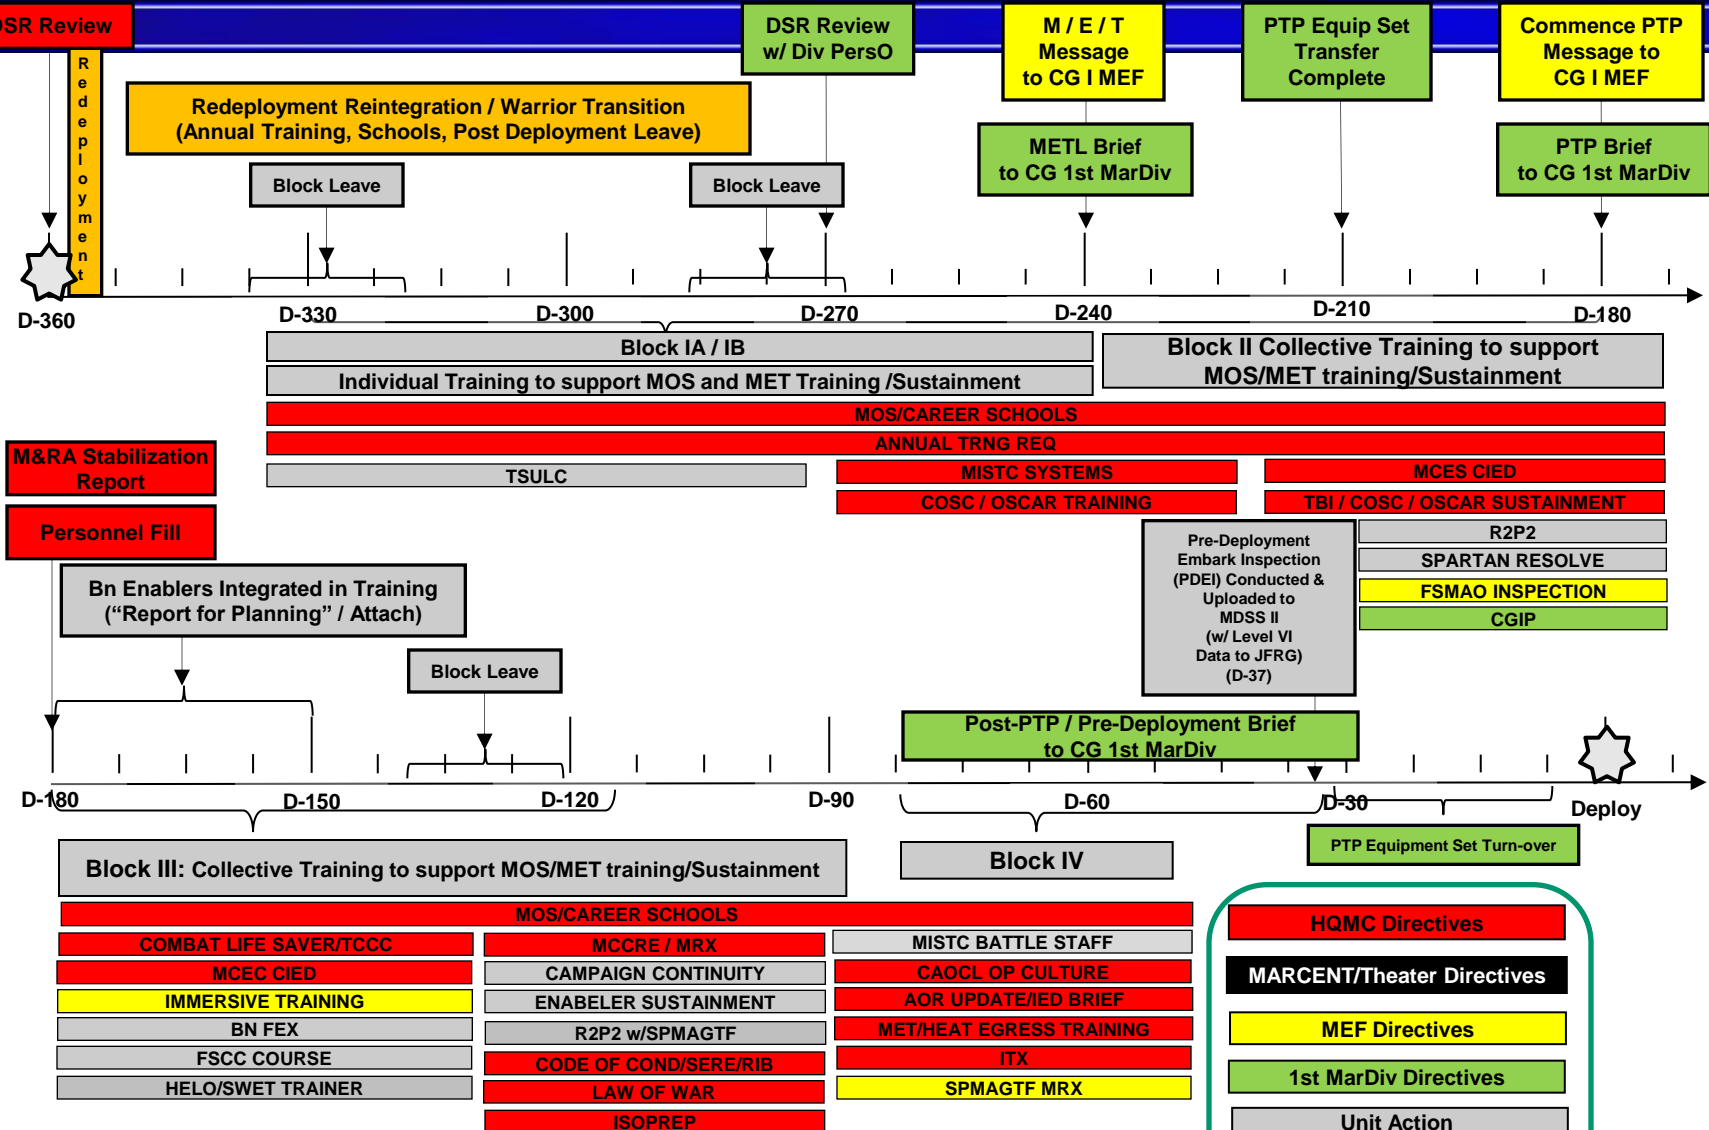 DSR Review
DSR Review
w/ Div PersO
M / E / T
Message
to CG I MEF
PTP Equip Set
Transfer
Complete
Commence PTP
Message to
CG I MEF
Redeployment
Redeployment Reintegration / Warrior Transition
(Annual Training, Schools, Post Deployment Leave)
METL Brief
to CG 1st MarDiv
PTP Brief
to CG 1st MarDiv
Block Leave
Block Leave
D-360
D-330
D-300
D-270
D-240
D-210
D-180
Block IA / IB
Individual Training to support MOS and MET Training /Sustainment
Block II Collective Training to support
MOS/MET training/Sustainment
MOS/CAREER SCHOOLS
ANNUAL TRNG REQ
TSULC
MISTC SYSTEMS
MCES CIED
COSC / OSCAR TRAINING
TBI / COSC / OSCAR SUSTAINMENT
R2P2
SPARTAN RESOLVE
FSMAO INSPECTION
CGIP
M&RA Stabilization
Report
Personnel Fill
Bn Enablers Integrated in Training
(“Report for Planning” / Attach)
Block Leave
Pre-Deployment
Embark Inspection
(PDEI) Conducted &
Uploaded to
MDSS II
(w/ Level VI
Data to JFRG)
(D-37)
Post-PTP / Pre-Deployment Brief
to CG 1st MarDiv
D-180
D-150
D-120
D-90
D-60
D-30
Deploy
PTP Equipment Set Turn-over
Block III: Collective Training to support MOS/MET training/Sustainment
Block IV
MOS/CAREER SCHOOLS
COMBAT LIFE SAVER/TCCC
MCEC CIED
IMMERSIVE TRAINING
BN FEX
FSCC COURSE
HELO/SWET TRAINER
MCCRE / MRX
CAMPAIGN CONTINUITY
ENABELER SUSTAINMENT
R2P2 w/SPMAGTF
CODE OF COND/SERE/RIB
LAW OF WAR
ISOPREP
MISTC BATTLE STAFF
CAOCL OP CULTURE
AOR UPDATE/IED BRIEF
MET/HEAT EGRESS TRAINING
ITX
SPMAGTF MRX
HQMC Directives
MARCENT/Theater Directives
MEF Directives
1st MarDiv Directives
Unit Action